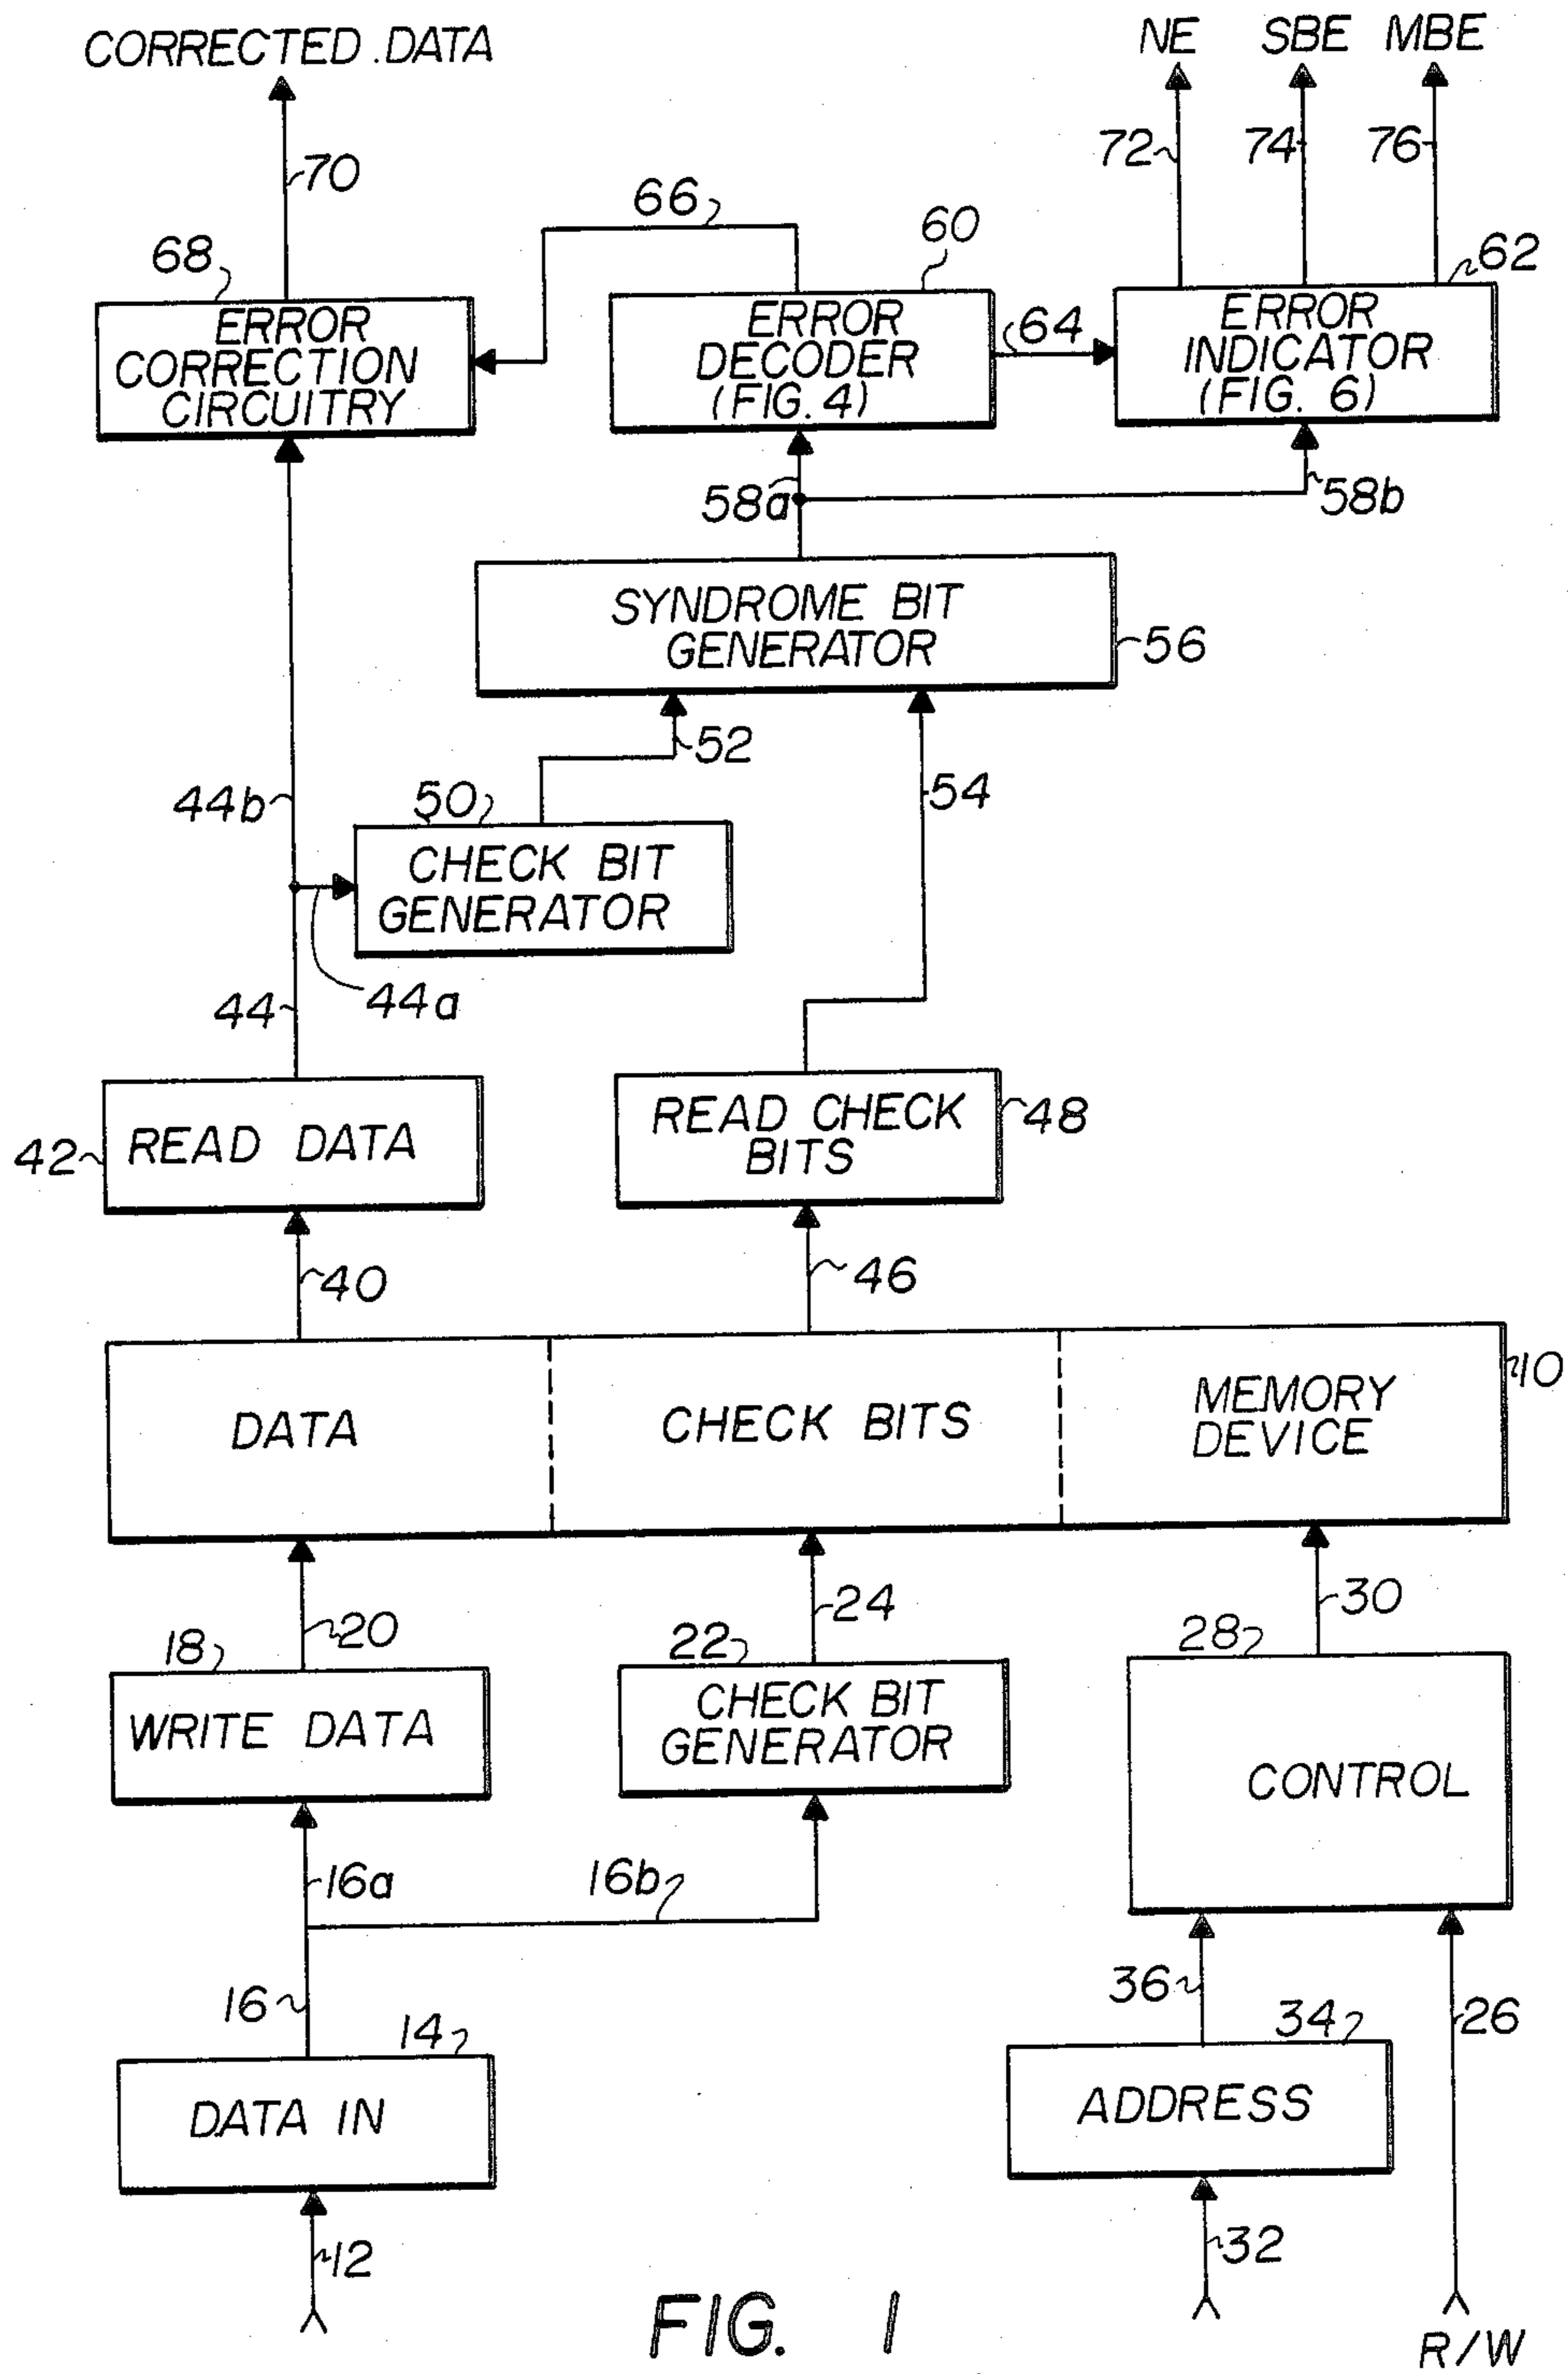 CORRECTED DATA
NE SBE MBE
70
72
74
76
66
68
60
62
ERROR
CORRECTION
CIRCUITRY
ERROR
DECODER
(FIG. 4)
64
ERROR
INDICATOR
(FIG. 6)
58a
58b
SYNDROME BIT
GENERATOR
56
52
54
44b
50
CHECK BIT
GENERATOR
44
44a
42
READ DATA
READ CHECK
BITS
48
40
46
DATA
CHECK BITS
MEMORY
DEVICE
10
20
24
30
18
22
28
WRITE DATA
CHECK BIT
GENERATOR
CONTROL
16a
16b
16
14
36
34
26
DATA IN
ADDRESS
12
32
FIG. 1
R/W